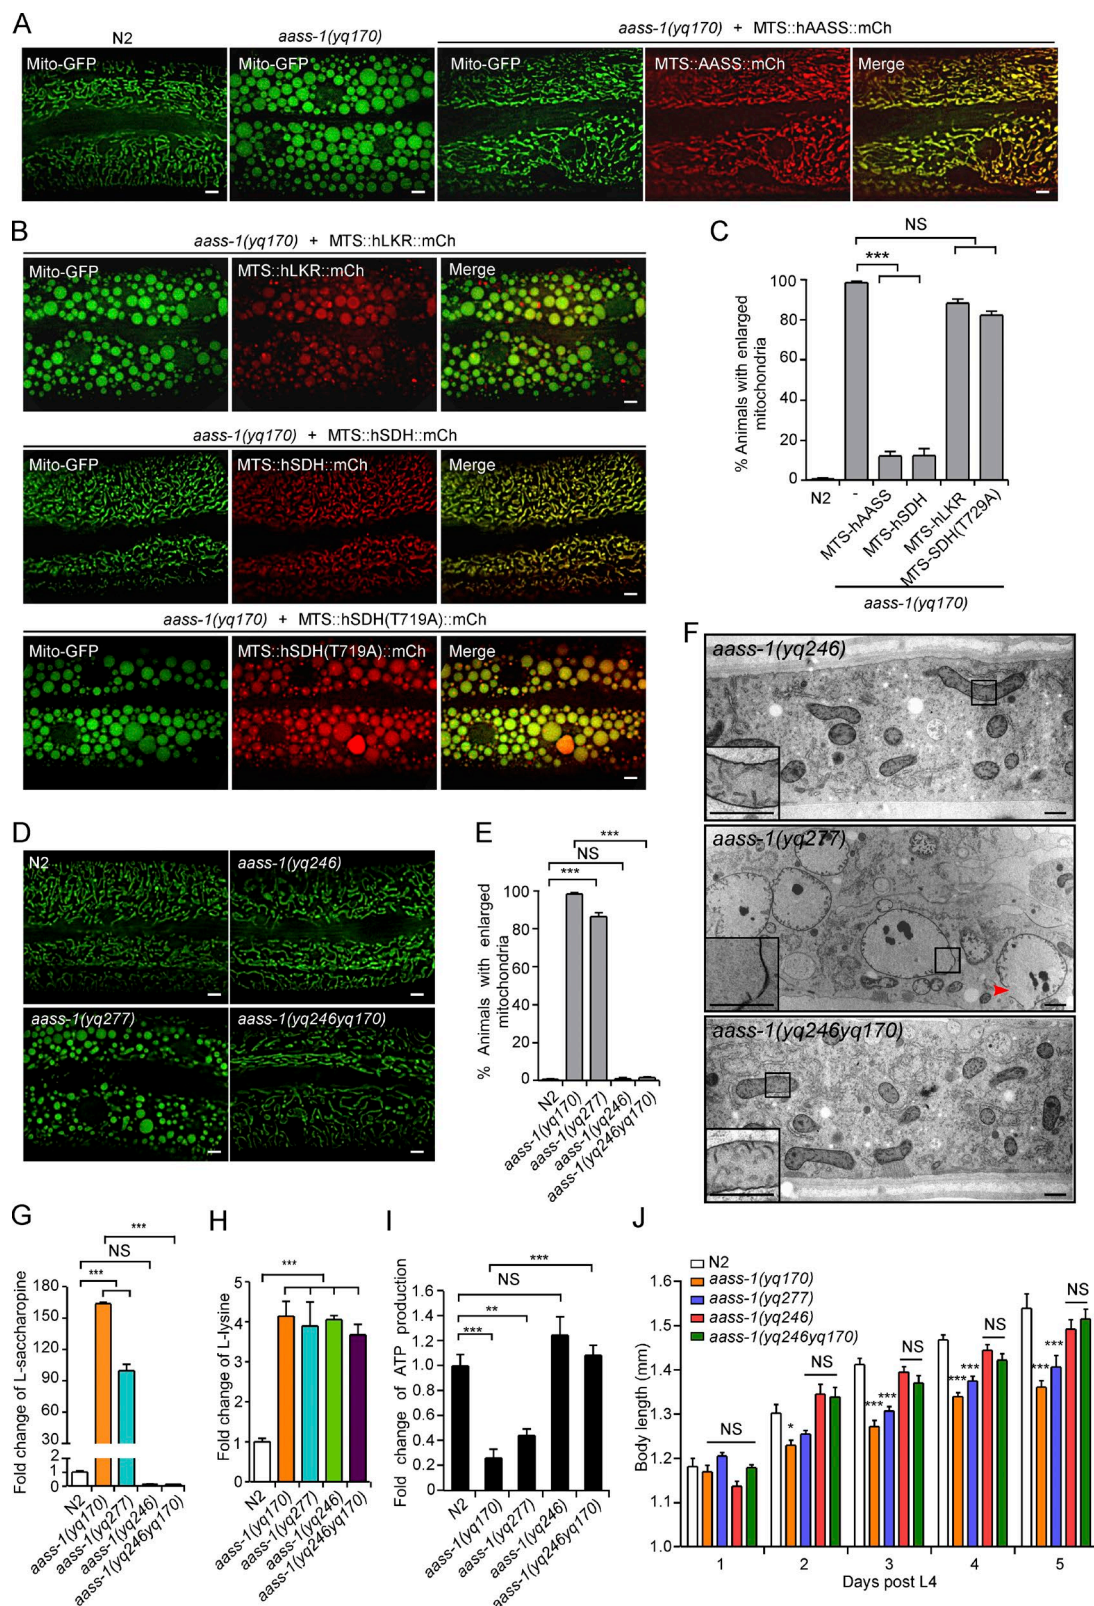 A
N2
aass-1(yq170)
aass-1(yq170) + MTS::hAASS::mCh
Mito-GFP
Mito-GFP
Mito-GFP
MTS::AASS::mCh
Merge
B
aass-1(yq170) + MTS::hLKR::mCh
Mito-GFP
MTS::hLKR::mCh
Merge
aass-1(yq170) + MTS::hSDH::mCh
Mito-GFP
MTS::hSDH::mCh
Merge
aass-1(yq170) + MTS::hSDH(T719A)::mCh
Mito-GFP
MTS::hSDH(T719A)::mCh
Merge
C
NS
***
% Animals with enlarged
mitochondria
100
80
60
40
20
0
N2
-
MTS-hAASS
MTS-hSDH
MTS-hLKR
MTS-SDH(T729A)
aass-1(yq170)
D
N2
aass-1(yq246)
aass-1(yq277)
aass-1(yq246yq170)
E
***
NS
***
% Animals with enlarged
mitochondria
100
80
60
40
20
0
N2
aass-1(yq170)
aass-1(yq277)
aass-1(yq246)
aass-1(yq246yq170)
F
aass-1(yq246)
aass-1(yq277)
aass-1(yq246yq170)
G
***
NS
***
Fold change of L-saccharopine
180
150
120
90
60
30
2
1
0
N2
aass-1(yq170)
aass-1(yq277)
aass-1(yq246)
aass-1(yq246yq170)
H
***
Fold change of L-lysine
5
4
3
2
1
0
N2
aass-1(yq170)
aass-1(yq277)
aass-1(yq246)
aass-1(yq246yq170)
I
***
NS
**
***
Fold change of ATP production
1.6
1.4
1.2
1.0
0.8
0.6
0.4
0.2
0
N2
aass-1(yq170)
aass-1(yq277)
aass-1(yq246)
aass-1(yq246yq170)
J
N2
aass-1(yq170)
aass-1(yq277)
aass-1(yq246)
aass-1(yq246yq170)
Body length (mm)
1.6
1.5
1.4
1.3
1.2
1.1
1.0
NS
*
NS
***
***
NS
***
***
NS
***
***
NS
1
2
3
4
5
Days post L4